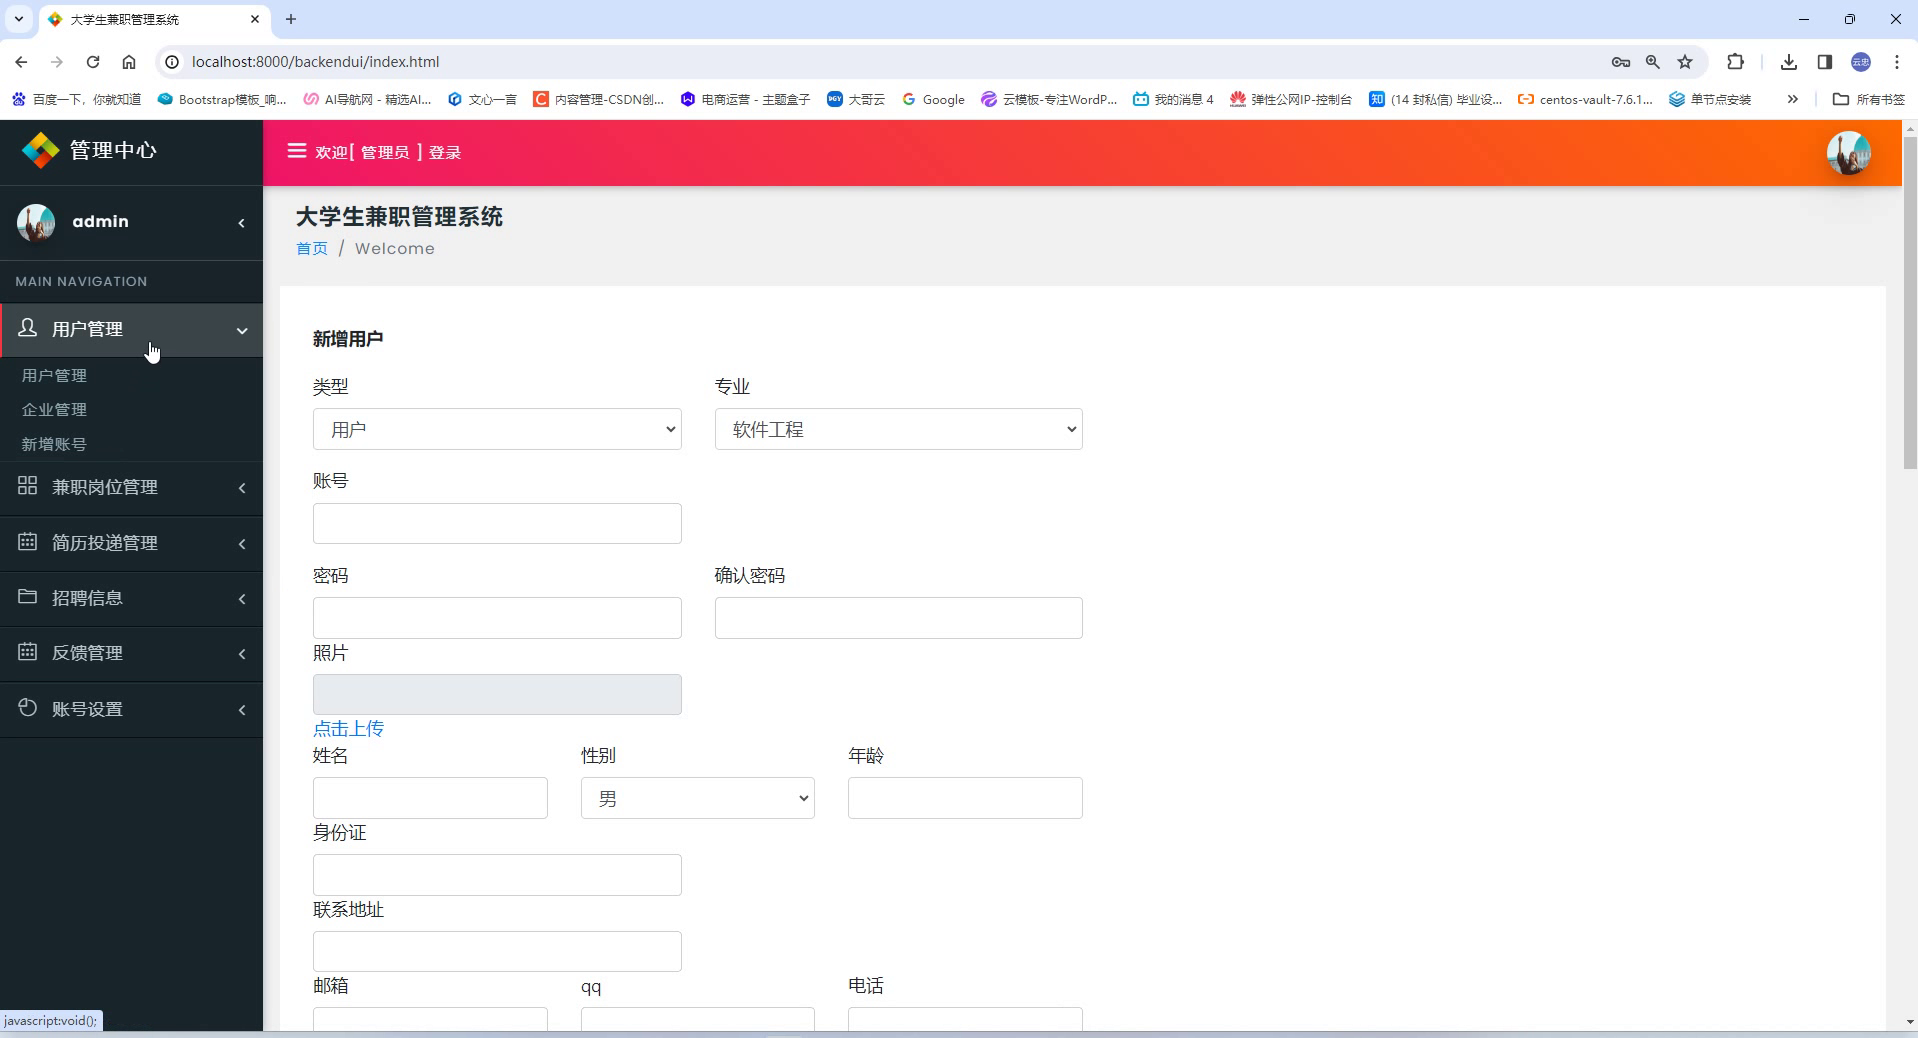 大学生兼职管理系统
localhost:8000/backendui/index.html
云忠
百度一下，你就知道
Bootstrap模板_响...
AI导航网 - 精选AI...
文心一言
内容管理-CSDN创...
电商运营 - 主题盒子
大哥云
Google
云模板-专注WordP...
我的消息 4
弹性公网IP-控制台
(14 封私信) 毕业设...
centos-vault-7.6.1...
单节点安装
»
所有书签
管理中心
欢迎[ 管理员 ] 登录
admin
MAIN NAVIGATION
用户管理
用户管理
企业管理
新增账号
兼职岗位管理
简历投递管理
招聘信息
反馈管理
账号设置
大学生兼职管理系统
首页 / Welcome
新增用户
类型
专业
用户
软件工程
账号
密码
确认密码
照片
点击上传
姓名
性别
年龄
男
身份证
联系地址
邮箱
qq
电话
javascript:void();